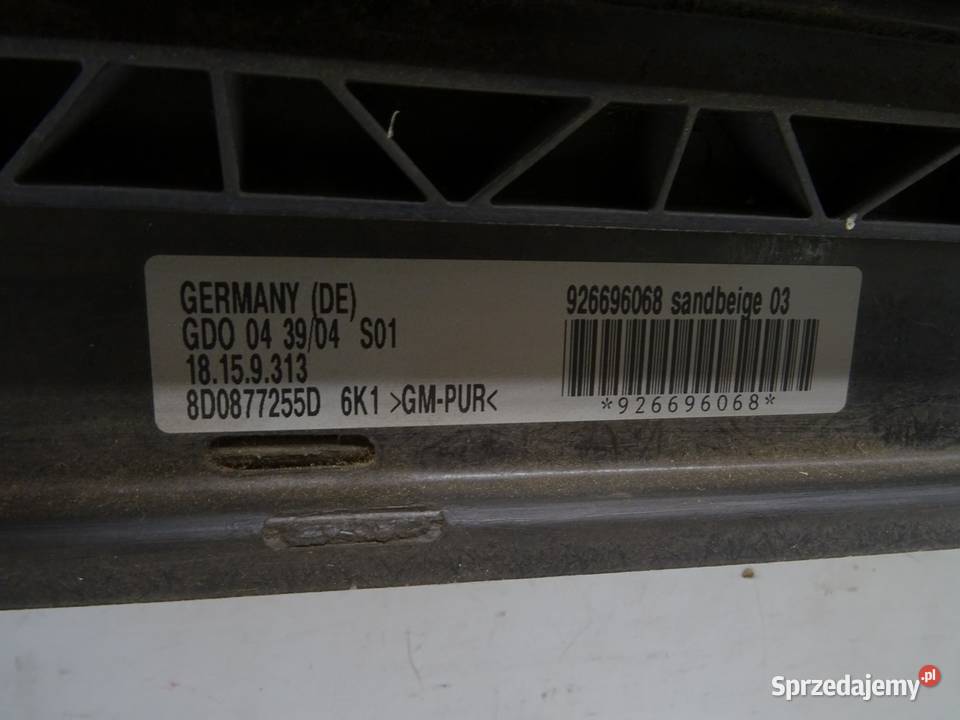 GERMANY (DE)
GDO 04 39/04 S01
18.15.9.313
8D0877255D 6K1 >GM-PUR<
926696068 sandbeige 03
*926696068*
Sprzedajemy.pl